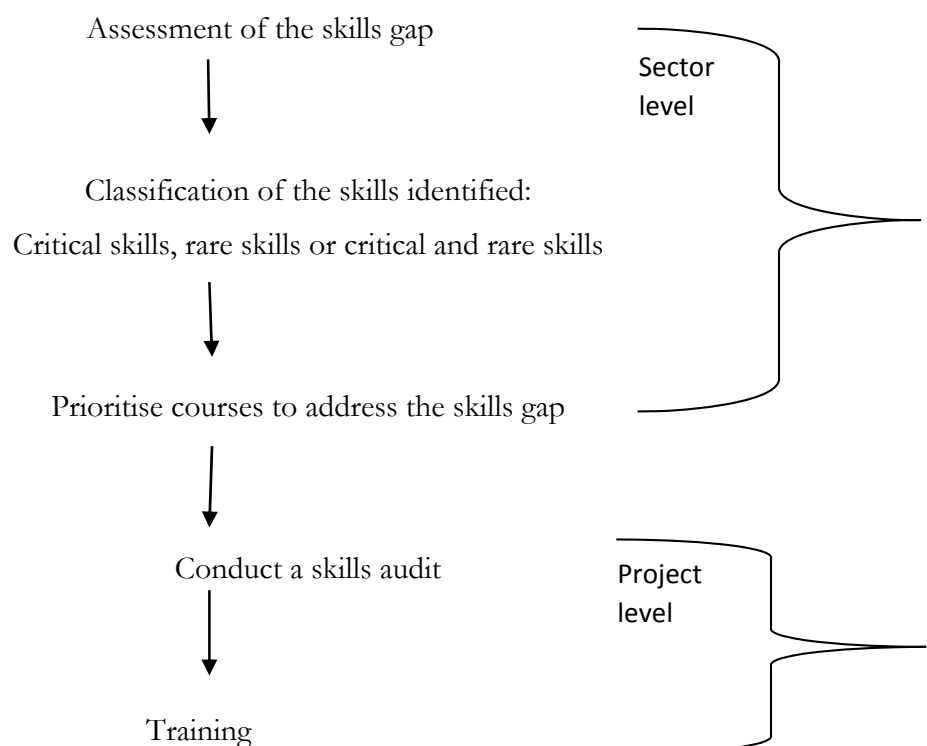 Assessment of the skills gap
Sector
level
Classification of the skills identified:
Critical skills, rare skills or critical and rare skills
Prioritise courses to address the skills gap
Conduct a skills audit
Project
level
Training